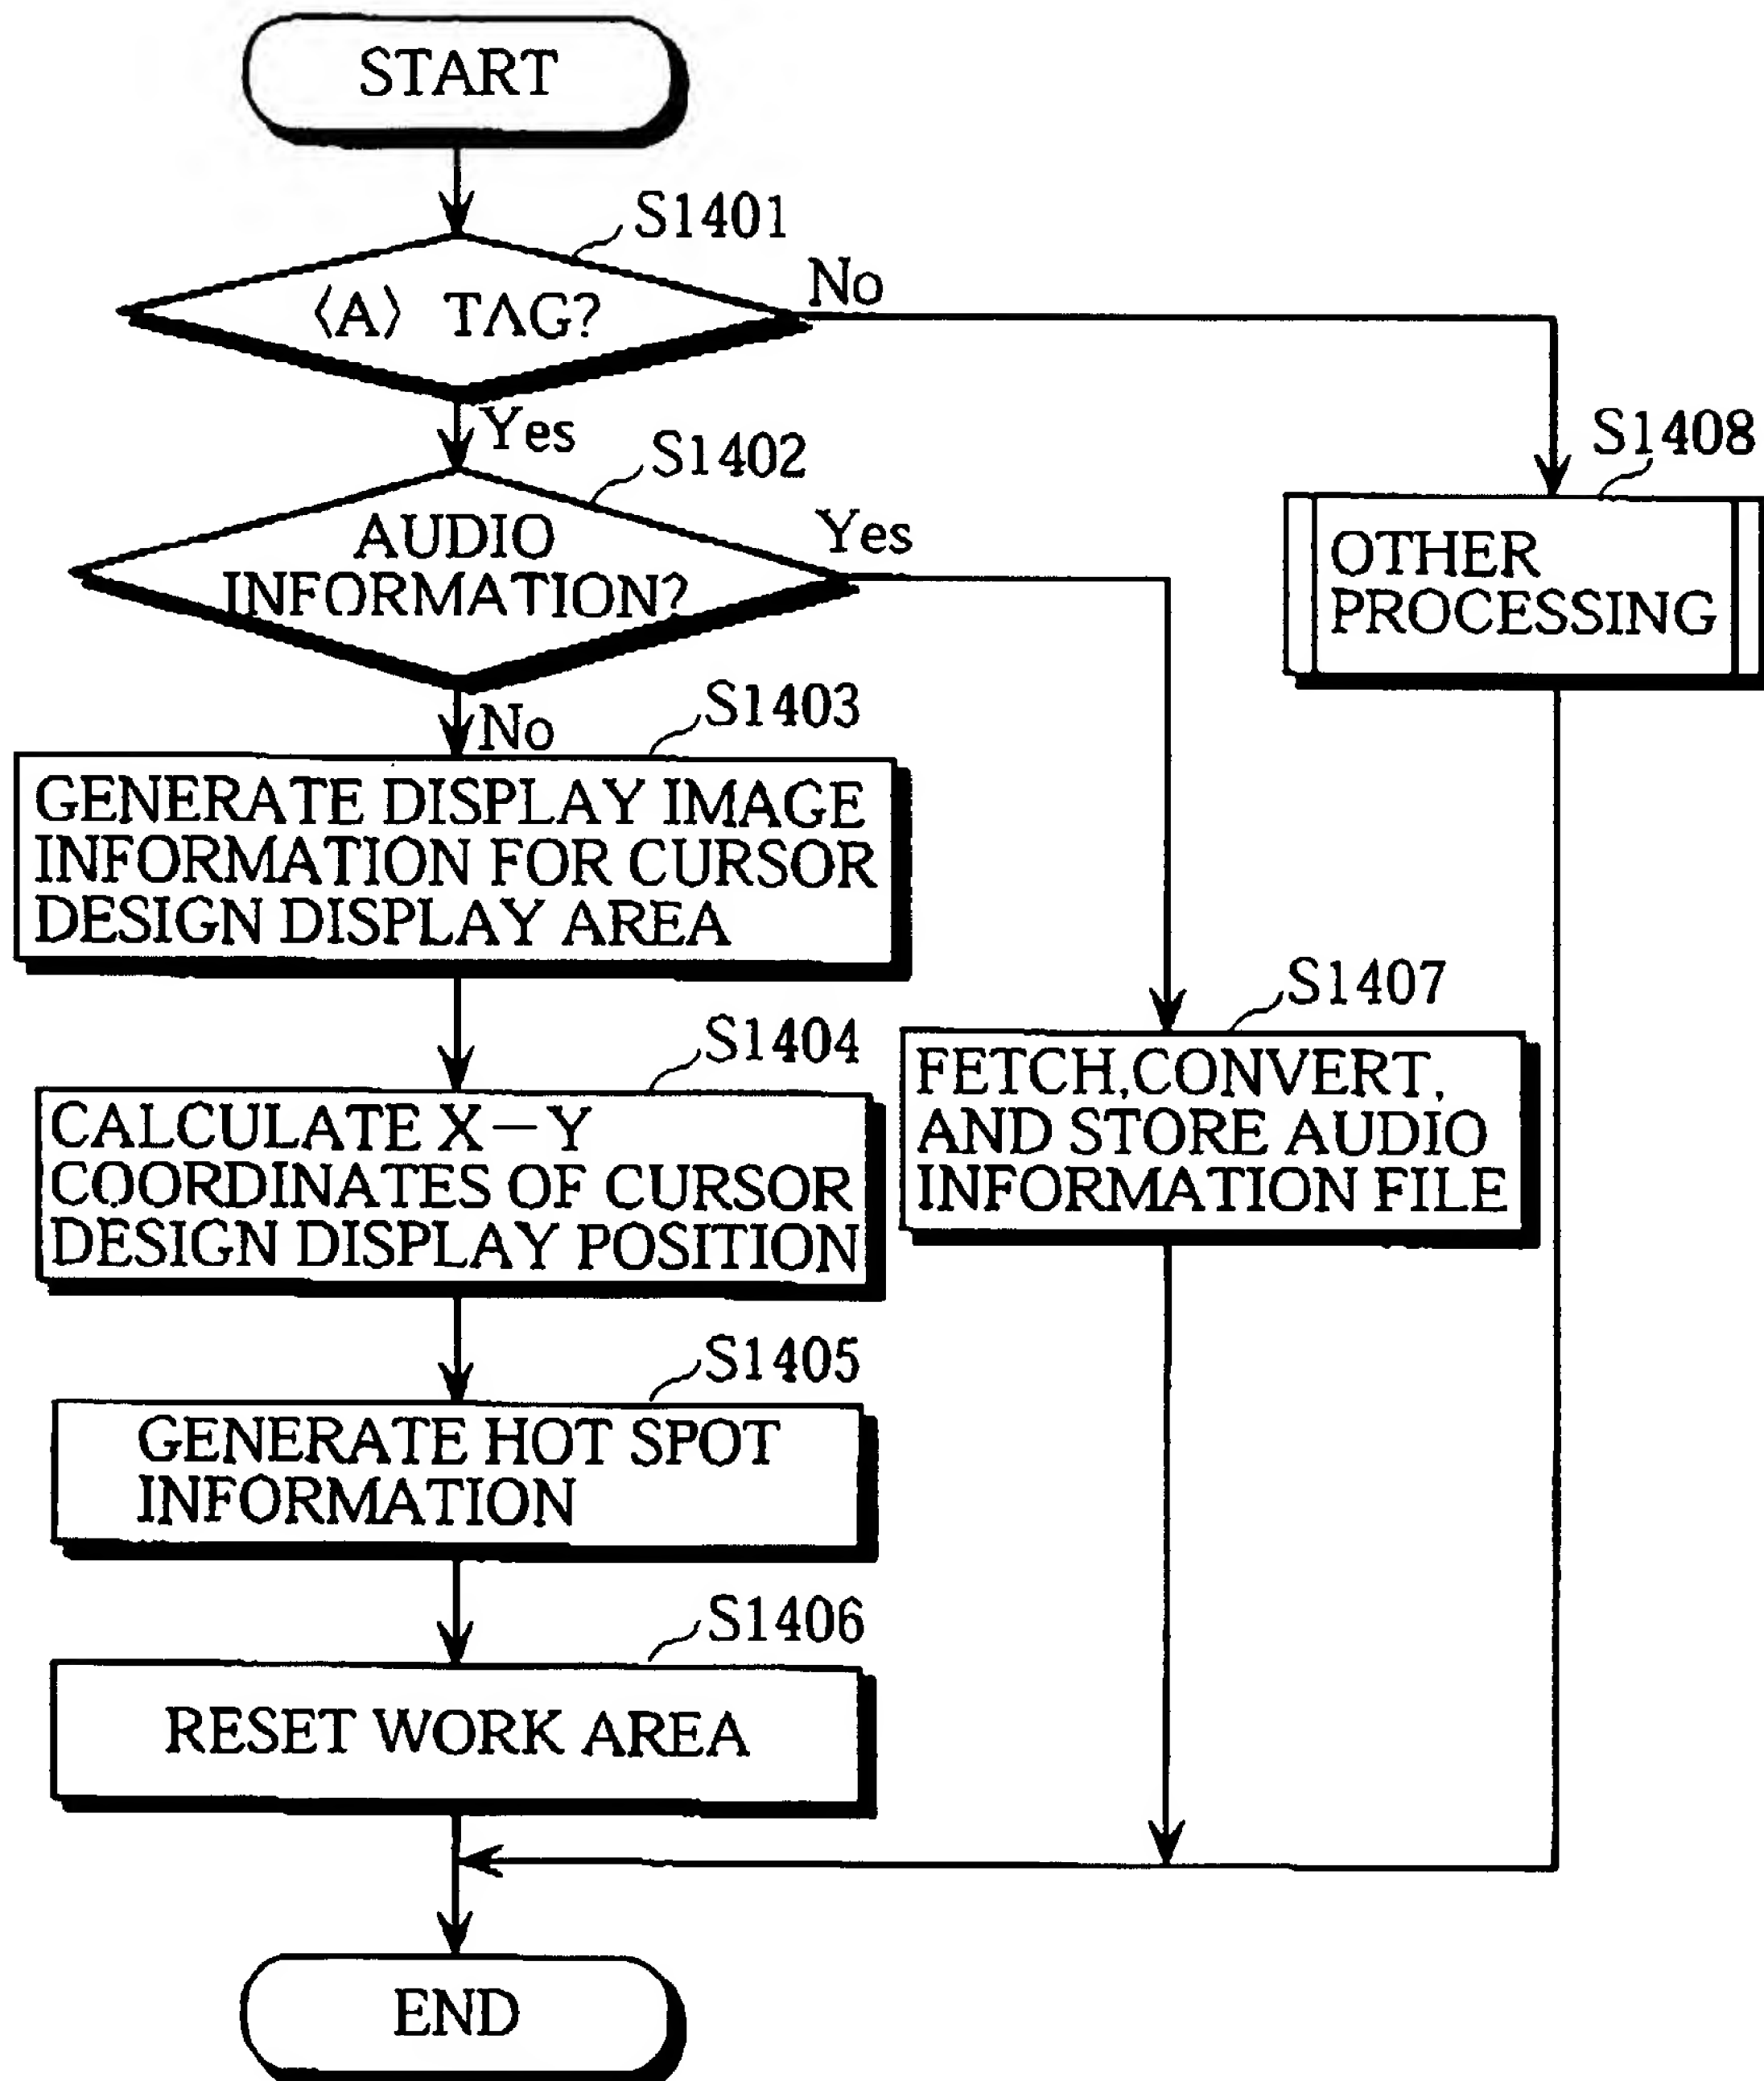 START
S1401
〈A〉 TAG?
No
Yes
S1408
S1402
AUDIO
INFORMATION?
Yes
OTHER
PROCESSING
No
S1403
GENERATE DISPLAY IMAGE
INFORMATION FOR CURSOR
DESIGN DISPLAY AREA
S1407
FETCH,CONVERT,
AND STORE AUDIO
INFORMATION FILE
S1404
CALCULATE X－Y
COORDINATES OF CURSOR
DESIGN DISPLAY POSITION
S1405
GENERATE HOT SPOT
INFORMATION
S1406
RESET WORK AREA
END